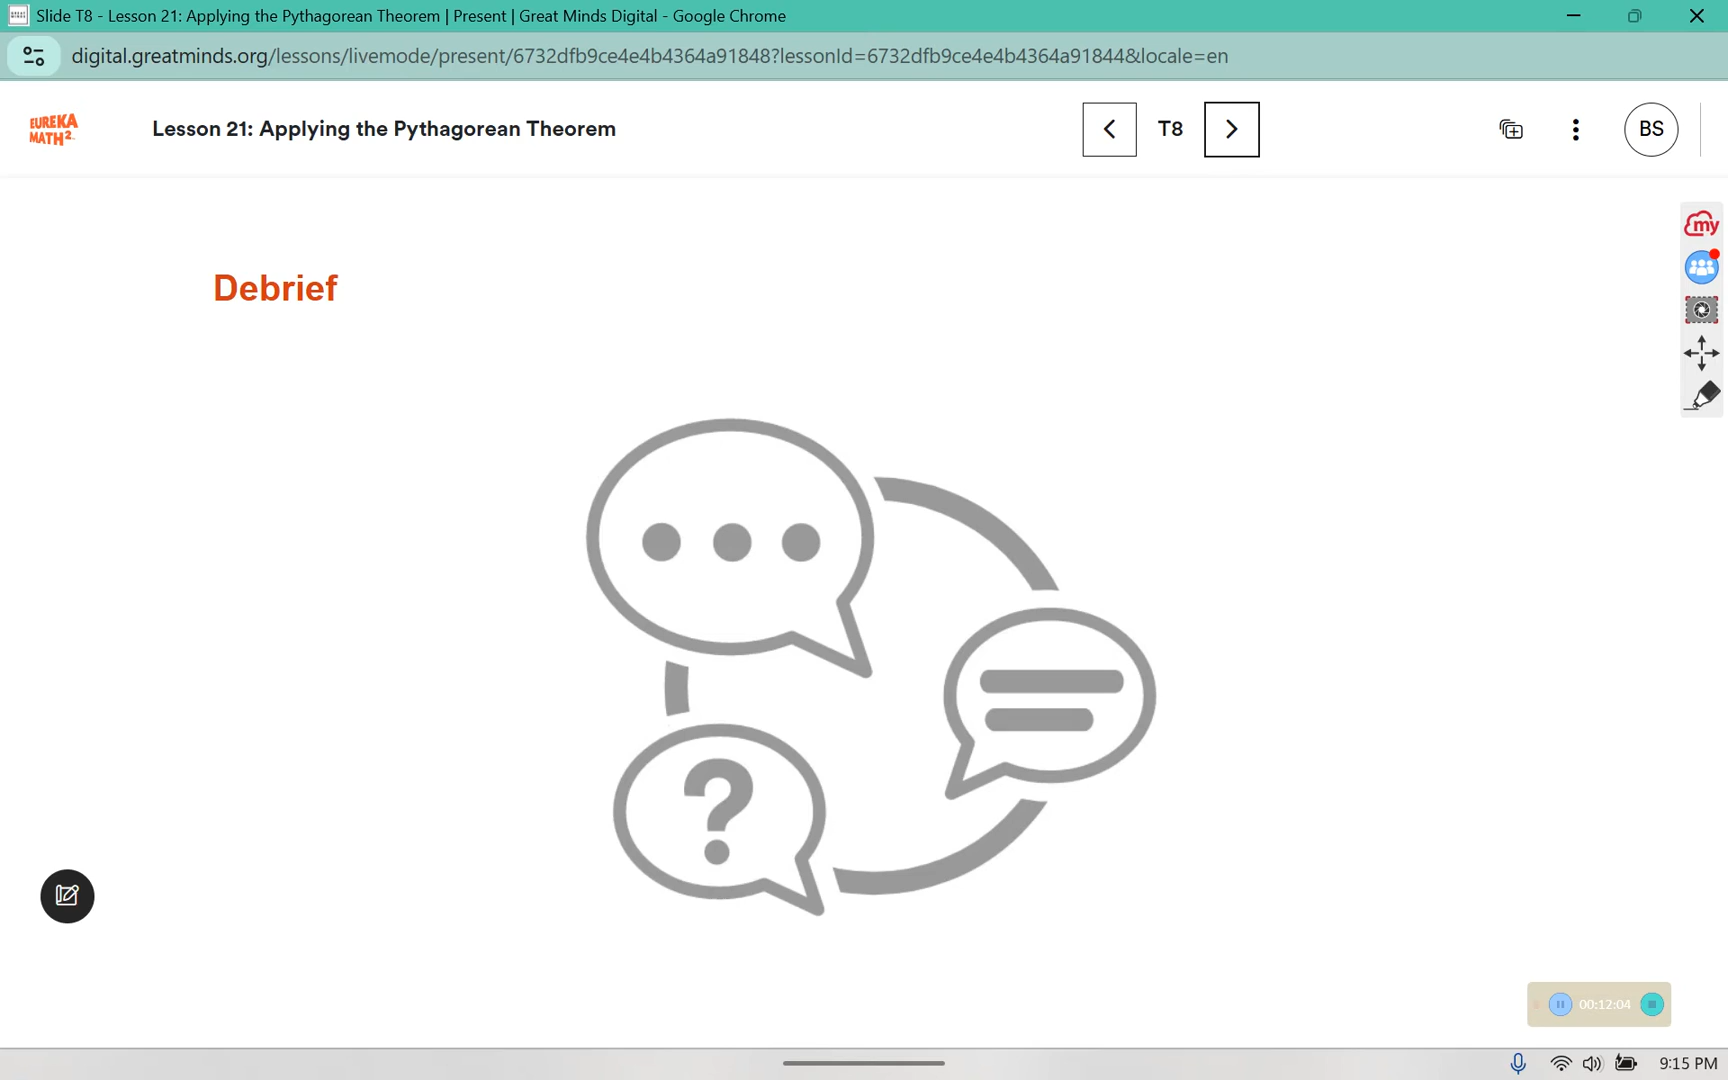 Slide T8 - Lesson 21: Applying the Pythagorean Theorem | Present | Great Minds Digital - Google Chrome
digital.greatminds.org/lessons/livemode/present/6732dfb9ce4e4b4364a91848?lessonId=6732dfb9ce4e4b4364a91844&locale=en
EUREKA
MATH²
Lesson 21: Applying the Pythagorean Theorem
T8
BS
my
Debrief
?
00:12:04
9:15 PM